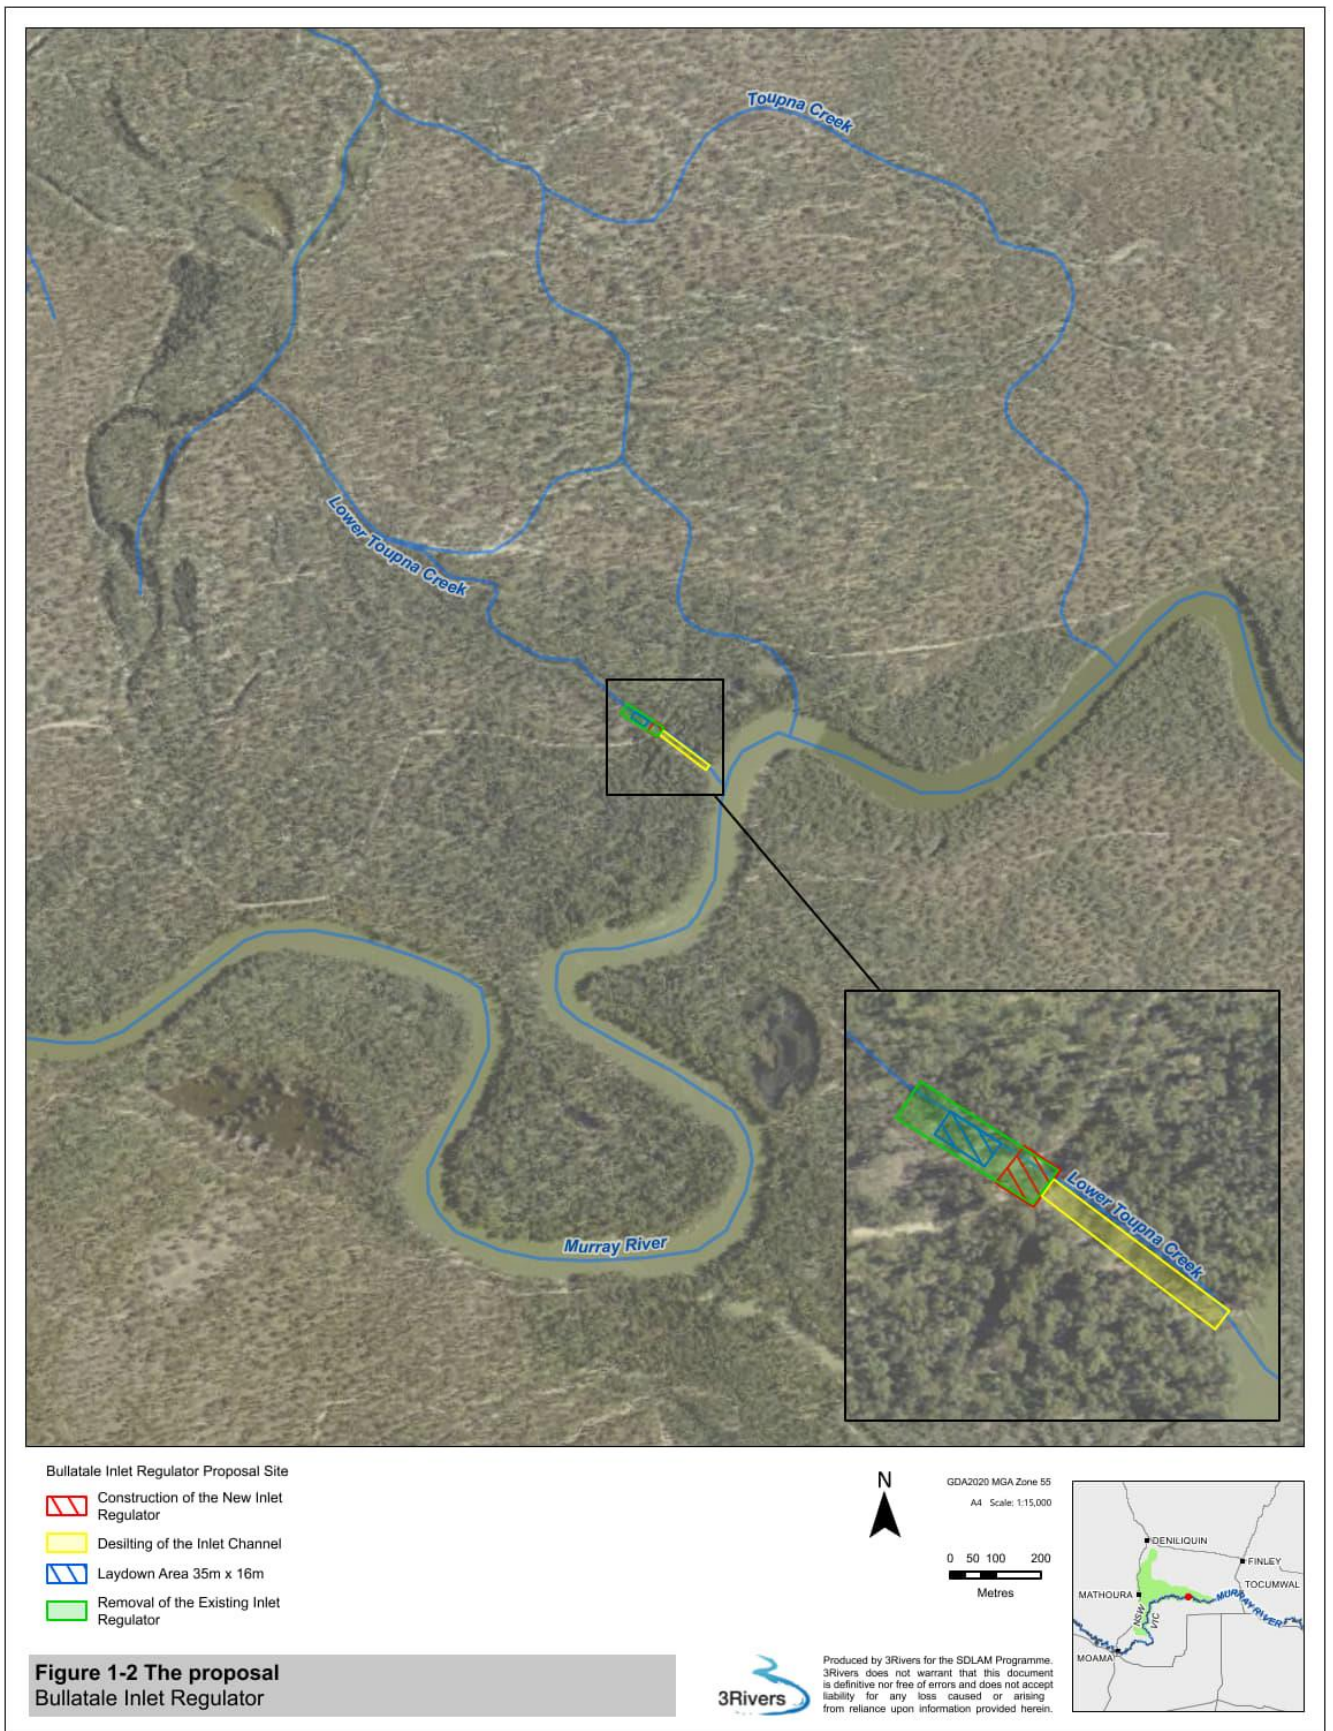 Toupna Creek
Lower Toupna Creek
Lower Toupna Creek
Murray River
Bullatale Inlet Regulator Proposal Site
Construction of the New Inlet
Regulator
Desilting of the Inlet Channel
Laydown Area 35m x 16m
Removal of the Existing Inlet
Regulator
Figure 1-2 The proposal
Bullatale Inlet Regulator
N
GDA2020 MGA Zone 55
A4 Scale: 1:15,000
0 50 100 200
Metres
3Rivers
Produced by 3Rivers for the SDLAM Programme.
3Rivers does not warrant that this document
is definitive nor free of errors and does not accept
liability for any loss caused or arising
from reliance upon information provided herein.
DENILIQUIN
FINLEY
TOCUMWAL
MATHOURA
MURRAY RIVER
NSW
VIC
MOAMA